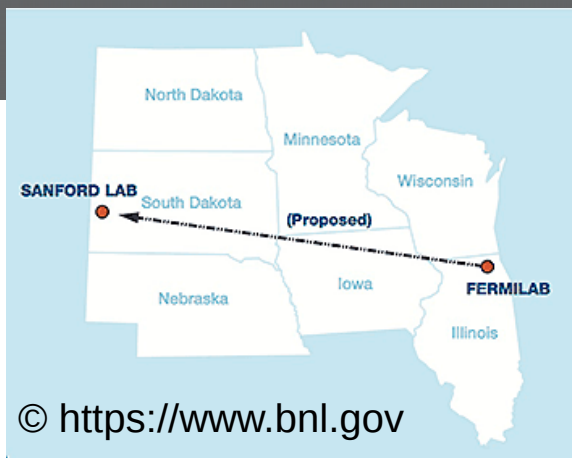 North Dakota
Minnesota
Wisconsin
SANFORD LAB
South Dakota
(Proposed)
Iowa
FERMILAB
Nebraska
Illinois
© https://www.bnl.gov